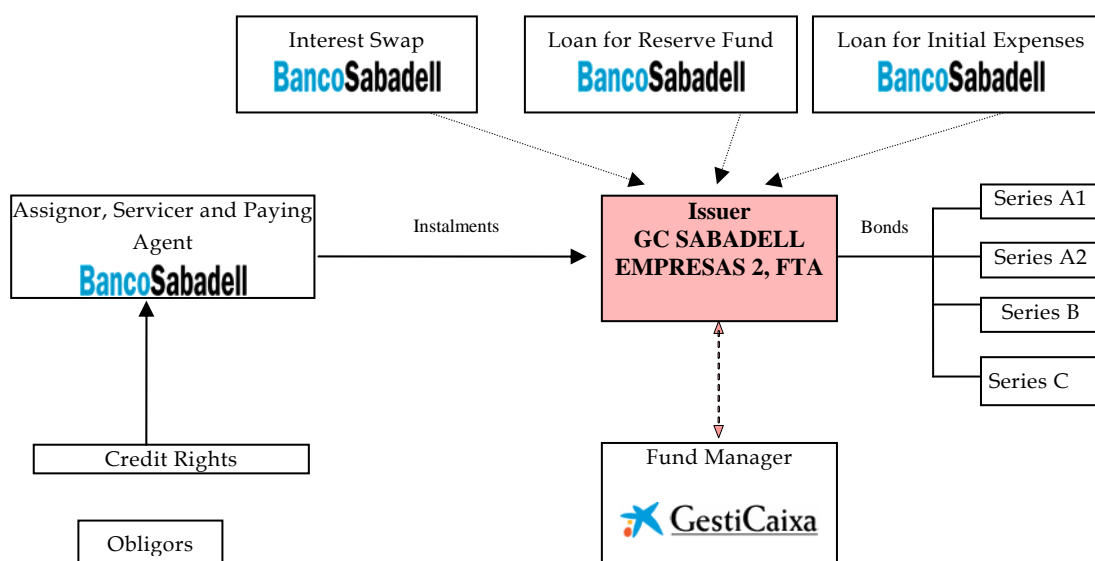 Interest Swap
BancoSabadell
Loan for Reserve Fund
BancoSabadell
Loan for Initial Expenses
BancoSabadell
Assignor, Servicer and Paying
Agent
BancoSabadell
Instalments
Issuer
GC SABADELL
EMPRESAS 2, FTA
Bonds
Series A1
Series A2
Series B
Series C
Credit Rights
Fund Manager
GestiCaixa
Obligors